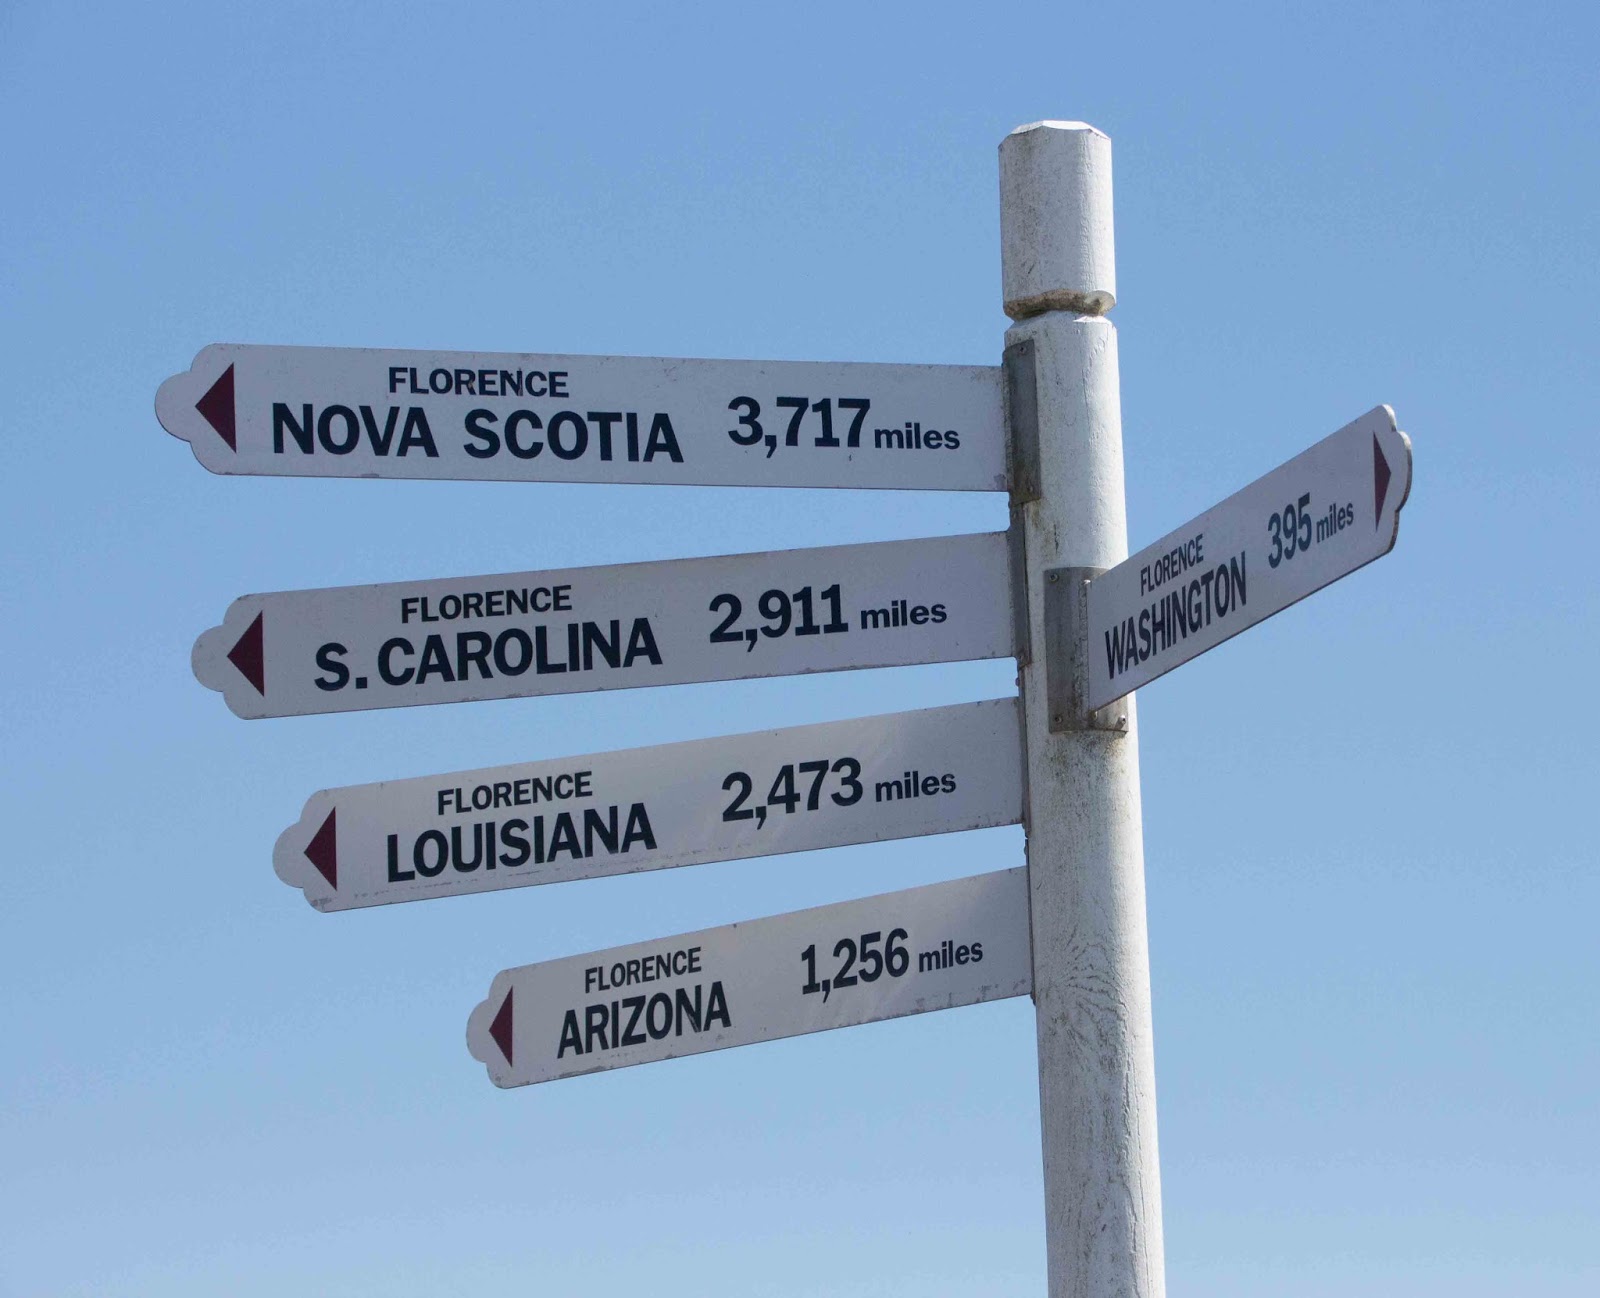 FLORENCE
NOVA SCOTIA 3,717 miles
FLORENCE
WASHINGTON 395 miles
FLORENCE
S. CAROLINA 2,911 miles
FLORENCE
LOUISIANA 2,473 miles
FLORENCE
ARIZONA 1,256 miles